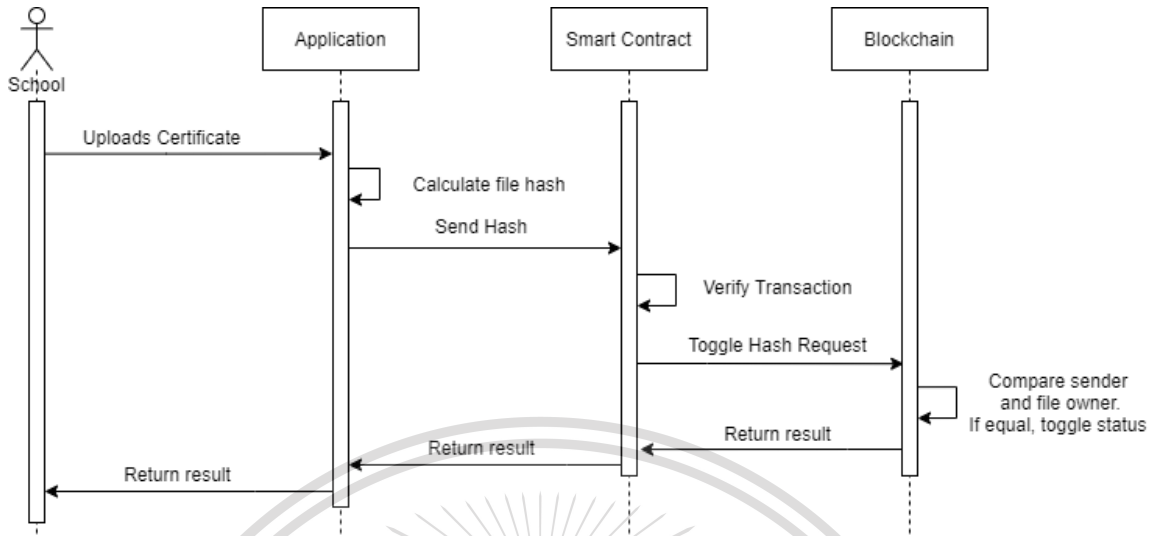 School
Application
Smart Contract
Blockchain
Uploads Certificate
Calculate file hash
Send Hash
Verify Transaction
Toggle Hash Request
Compare sender
and file owner.
If equal, toggle status
Return result
Return result
Return result